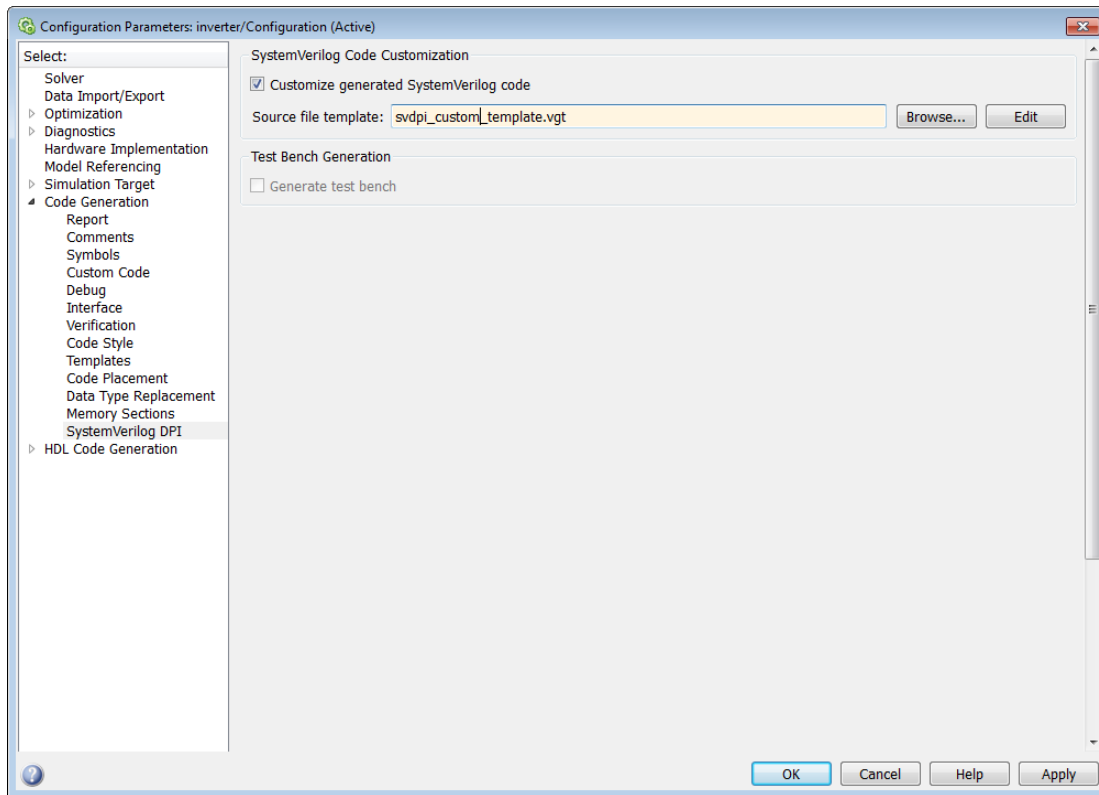 Configuration Parameters: inverter/Configuration (Active)
Select:
Solver
Data Import/Export
Optimization
Diagnostics
Hardware Implementation
Model Referencing
Simulation Target
Code Generation
Report
Comments
Symbols
Custom Code
Debug
Interface
Verification
Code Style
Templates
Code Placement
Data Type Replacement
Memory Sections
SystemVerilog DPI
HDL Code Generation
SystemVerilog Code Customization
Customize generated SystemVerilog code
Source file template: svdpi_custom_template.vgt Browse... Edit
Test Bench Generation
Generate test bench
? OK Cancel Help Apply